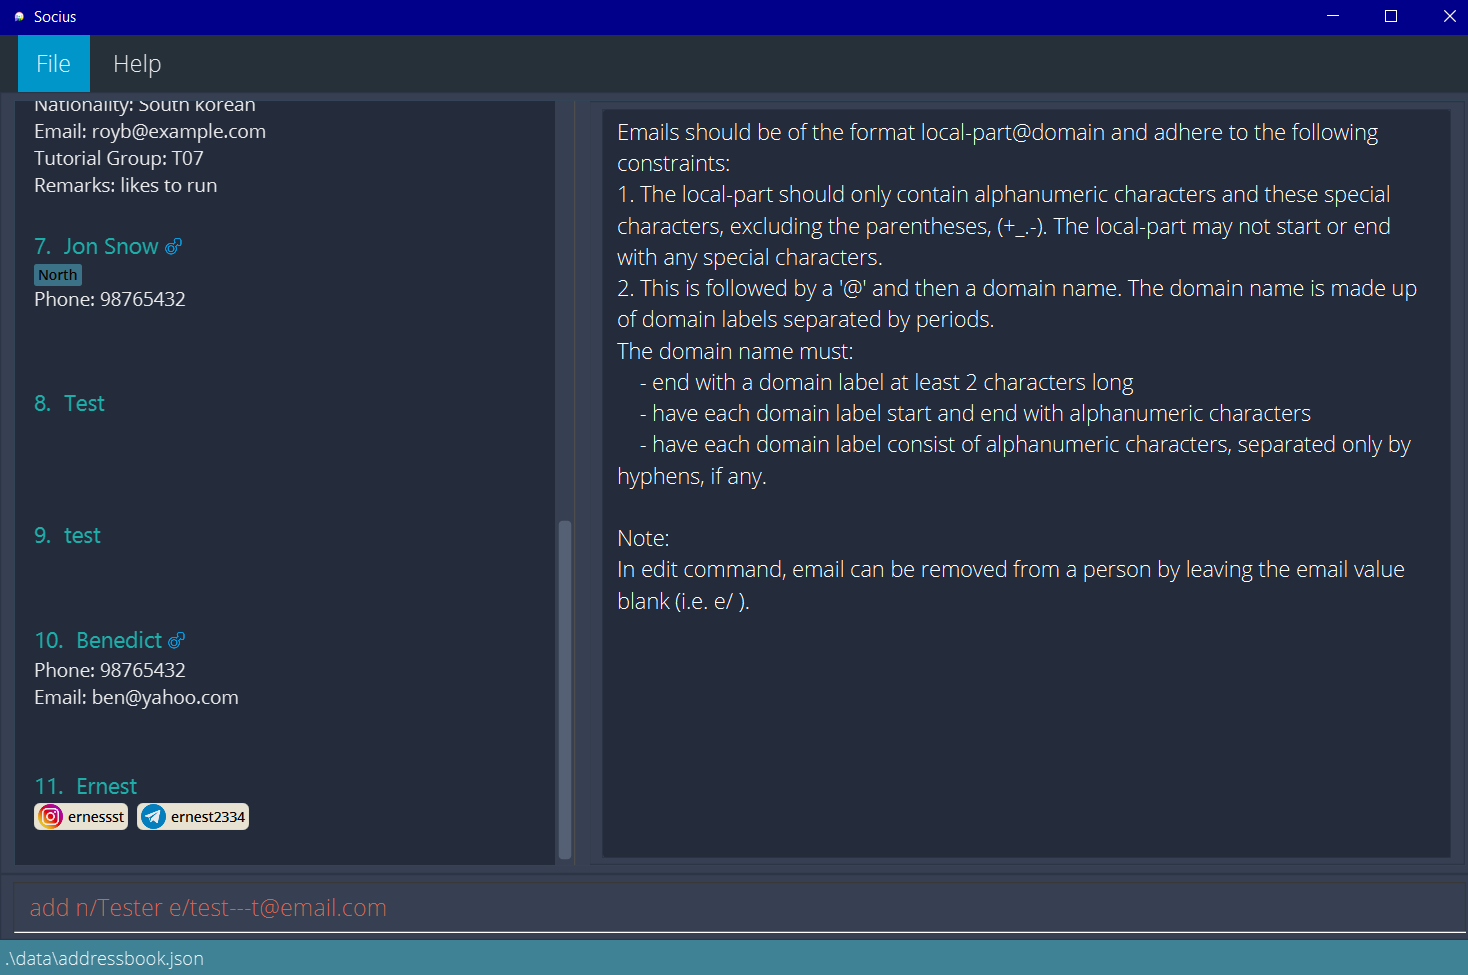 Socius
File Help
Nationality: South korean
Email: royb@example.com
Tutorial Group: T07
Remarks: likes to run
7. Jon Snow
North
Phone: 98765432
8. Test
9. test
10. Benedict
Phone: 98765432
Email: ben@yahoo.com
11. Ernest
ernessst ernest2334
Emails should be of the format local-part@domain and adhere to the following
constraints:
1. The local-part should only contain alphanumeric characters and these special
characters, excluding the parentheses, (+_.-). The local-part may not start or end
with any special characters.
2. This is followed by a '@' and then a domain name. The domain name is made up
of domain labels separated by periods.
The domain name must:
- end with a domain label at least 2 characters long
- have each domain label start and end with alphanumeric characters
- have each domain label consist of alphanumeric characters, separated only by
hyphens, if any.
Note:
In edit command, email can be removed from a person by leaving the email value
blank (i.e. e/ ).
add n/Tester e/test---t@email.com
.\data\addressbook.json